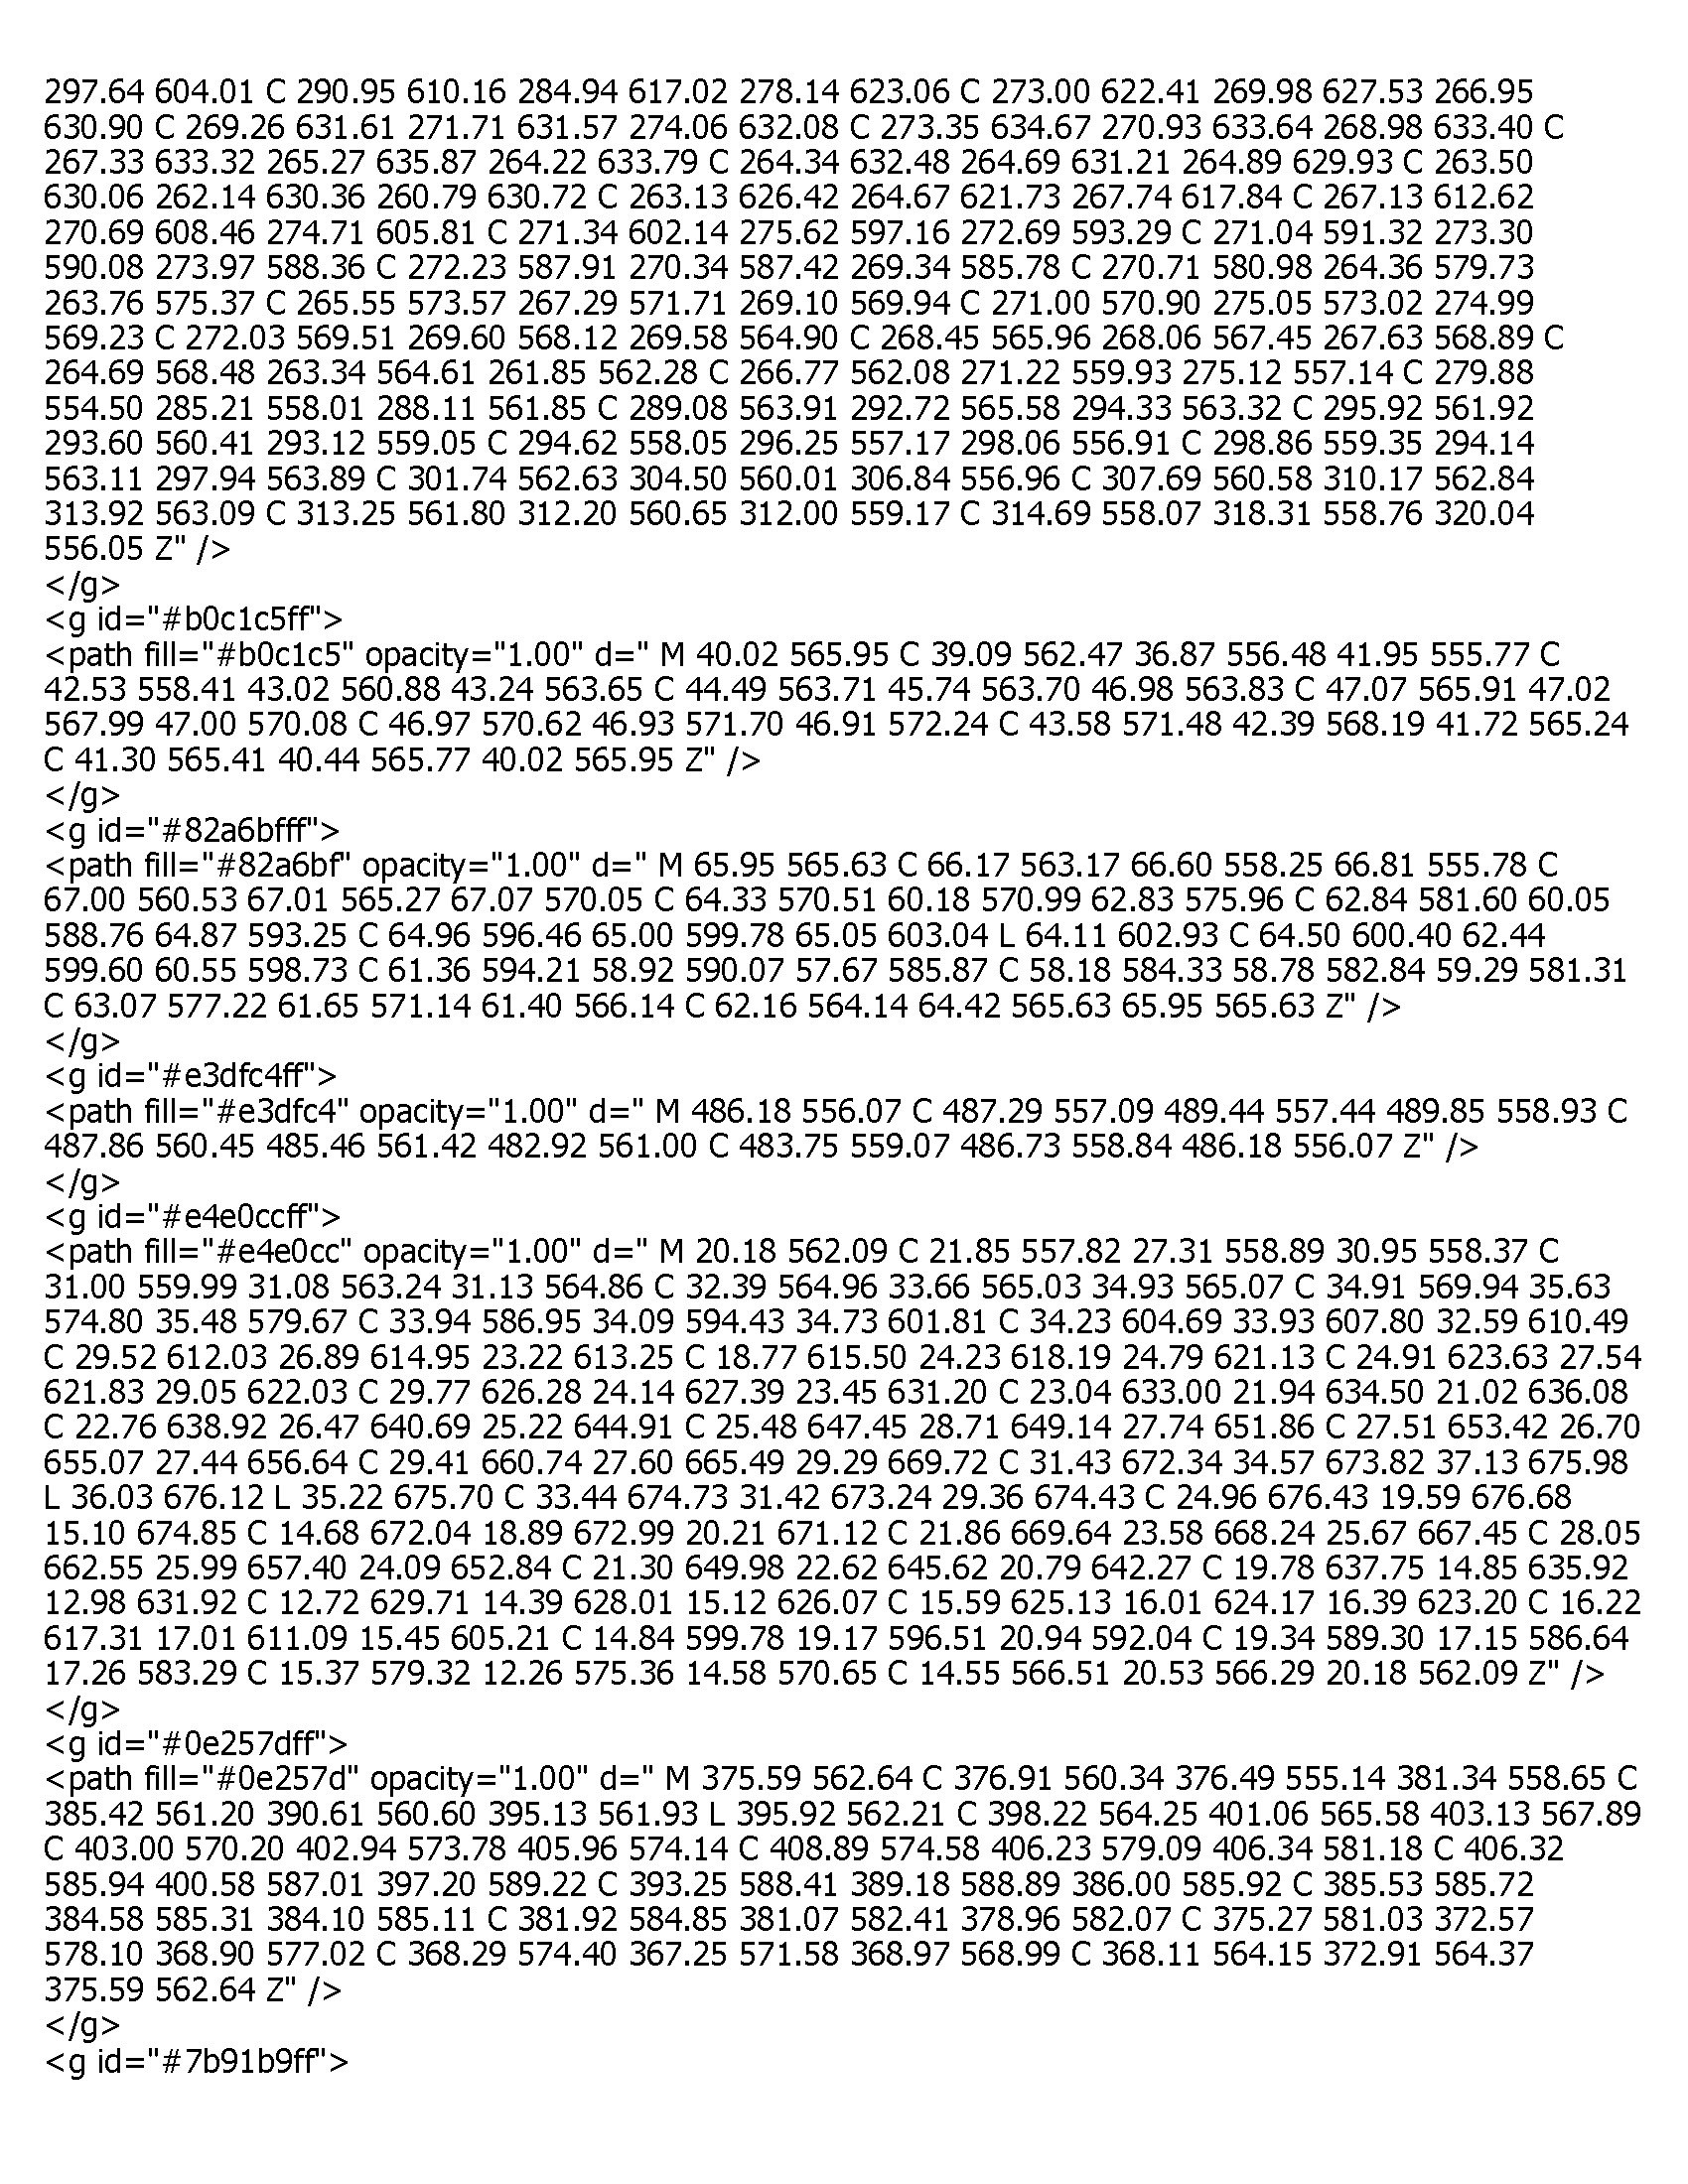 297.64 604.01 C 290.95 610.16 284.94 617.02 278.14 623.06 C 273.00 622.41 269.98 627.53 266.95
630.90 C 269.26 631.61 271.71 631.57 274.06 632.08 C 273.35 634.67 270.93 633.64 268.98 633.40 C
267.33 633.32 265.27 635.87 264.22 633.79 C 264.34 632.48 264.69 631.21 264.89 629.93 C 263.50
630.06 262.14 630.36 260.79 630.72 C 263.13 626.42 264.67 621.73 267.74 617.84 C 267.13 612.62
270.69 608.46 274.71 605.81 C 271.34 602.14 275.62 597.16 272.69 593.29 C 271.04 591.32 273.30
590.08 273.97 588.36 C 272.23 587.91 270.34 587.42 269.34 585.78 C 270.71 580.98 264.36 579.73
263.76 575.37 C 265.55 573.57 267.29 571.71 269.10 569.94 C 271.00 570.90 275.05 573.02 274.99
569.23 C 272.03 569.51 269.60 568.12 269.58 564.90 C 268.45 565.96 268.06 567.45 267.63 568.89 C
264.69 568.48 263.34 564.61 261.85 562.28 C 266.77 562.08 271.22 559.93 275.12 557.14 C 279.88
554.50 285.21 558.01 288.11 561.85 C 289.08 563.91 292.72 565.58 294.33 563.32 C 295.92 561.92
293.60 560.41 293.12 559.05 C 294.62 558.05 296.25 557.17 298.06 556.91 C 298.86 559.35 294.14
563.11 297.94 563.89 C 301.74 562.63 304.50 560.01 306.84 556.96 C 307.69 560.58 310.17 562.84
313.92 563.09 C 313.25 561.80 312.20 560.65 312.00 559.17 C 314.69 558.07 318.31 558.76 320.04
556.05 Z" />
</g>
<g id="#b0c1c5ff">
<path fill="#b0c1c5" opacity="1.00" d=" M 40.02 565.95 C 39.09 562.47 36.87 556.48 41.95 555.77 C
42.53 558.41 43.02 560.88 43.24 563.65 C 44.49 563.71 45.74 563.70 46.98 563.83 C 47.07 565.91 47.02
567.99 47.00 570.08 C 46.97 570.62 46.93 571.70 46.91 572.24 C 43.58 571.48 42.39 568.19 41.72 565.24
C 41.30 565.41 40.44 565.77 40.02 565.95 Z" />
</g>
<g id="#82a6bfff">
<path fill="#82a6bf" opacity="1.00" d=" M 65.95 565.63 C 66.17 563.17 66.60 558.25 66.81 555.78 C
67.00 560.53 67.01 565.27 67.07 570.05 C 64.33 570.51 60.18 570.99 62.83 575.96 C 62.84 581.60 60.05
588.76 64.87 593.25 C 64.96 596.46 65.00 599.78 65.05 603.04 L 64.11 602.93 C 64.50 600.40 62.44
599.60 60.55 598.73 C 61.36 594.21 58.92 590.07 57.67 585.87 C 58.18 584.33 58.78 582.84 59.29 581.31
C 63.07 577.22 61.65 571.14 61.40 566.14 C 62.16 564.14 64.42 565.63 65.95 565.63 Z" />
</g>
<g id="#e3dfc4ff">
<path fill="#e3dfc4" opacity="1.00" d=" M 486.18 556.07 C 487.29 557.09 489.44 557.44 489.85 558.93 C
487.86 560.45 485.46 561.42 482.92 561.00 C 483.75 559.07 486.73 558.84 486.18 556.07 Z" />
</g>
<g id="#e4e0ccff">
<path fill="#e4e0cc" opacity="1.00" d=" M 20.18 562.09 C 21.85 557.82 27.31 558.89 30.95 558.37 C
31.00 559.99 31.08 563.24 31.13 564.86 C 32.39 564.96 33.66 565.03 34.93 565.07 C 34.91 569.94 35.63
574.80 35.48 579.67 C 33.94 586.95 34.09 594.43 34.73 601.81 C 34.23 604.69 33.93 607.80 32.59 610.49
C 29.52 612.03 26.89 614.95 23.22 613.25 C 18.77 615.50 24.23 618.19 24.79 621.13 C 24.91 623.63 27.54
621.83 29.05 622.03 C 29.77 626.28 24.14 627.39 23.45 631.20 C 23.04 633.00 21.94 634.50 21.02 636.08
C 22.76 638.92 26.47 640.69 25.22 644.91 C 25.48 647.45 28.71 649.14 27.74 651.86 C 27.51 653.42 26.70
655.07 27.44 656.64 C 29.41 660.74 27.60 665.49 29.29 669.72 C 31.43 672.34 34.57 673.82 37.13 675.98
L 36.03 676.12 L 35.22 675.70 C 33.44 674.73 31.42 673.24 29.36 674.43 C 24.96 676.43 19.59 676.68
15.10 674.85 C 14.68 672.04 18.89 672.99 20.21 671.12 C 21.86 669.64 23.58 668.24 25.67 667.45 C 28.05
662.55 25.99 657.40 24.09 652.84 C 21.30 649.98 22.62 645.62 20.79 642.27 C 19.78 637.75 14.85 635.92
12.98 631.92 C 12.72 629.71 14.39 628.01 15.12 626.07 C 15.59 625.13 16.01 624.17 16.39 623.20 C 16.22
617.31 17.01 611.09 15.45 605.21 C 14.84 599.78 19.17 596.51 20.94 592.04 C 19.34 589.30 17.15 586.64
17.26 583.29 C 15.37 579.32 12.26 575.36 14.58 570.65 C 14.55 566.51 20.53 566.29 20.18 562.09 Z" />
</g>
<g id="#0e257dff">
<path fill="#0e257d" opacity="1.00" d=" M 375.59 562.64 C 376.91 560.34 376.49 555.14 381.34 558.65 C
385.42 561.20 390.61 560.60 395.13 561.93 L 395.92 562.21 C 398.22 564.25 401.06 565.58 403.13 567.89
C 403.00 570.20 402.94 573.78 405.96 574.14 C 408.89 574.58 406.23 579.09 406.34 581.18 C 406.32
585.94 400.58 587.01 397.20 589.22 C 393.25 588.41 389.18 588.89 386.00 585.92 C 385.53 585.72
384.58 585.31 384.10 585.11 C 381.92 584.85 381.07 582.41 378.96 582.07 C 375.27 581.03 372.57
578.10 368.90 577.02 C 368.29 574.40 367.25 571.58 368.97 568.99 C 368.11 564.15 372.91 564.37
375.59 562.64 Z" />
</g>
<g id="#7b91b9ff">